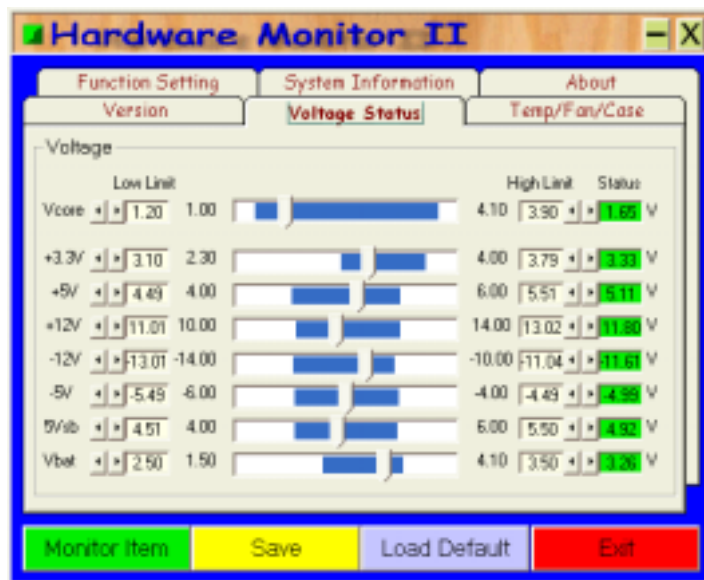 Hardware Monitor II
Function Setting System Information About
Version Voltage Status Temp/Fan/Case
Voltage
Low Limit High Limit Status
Vcore 1.20 1.00 4.10 3.90 1.65 V
+3.3V 3.10 2.30 4.00 3.79 3.33 V
+5V 4.49 4.00 6.00 5.51 5.11 V
+12V 11.01 10.00 14.00 13.02 11.80 V
-12V -13.01 -14.00 -10.00 -11.04 -11.61 V
-5V -5.49 -6.00 -4.00 -4.49 -4.99 V
5Vsb 4.51 4.00 6.00 5.50 4.92 V
Vbat 2.50 1.50 4.10 3.50 3.26 V
Monitor Item Save Load Default Exit